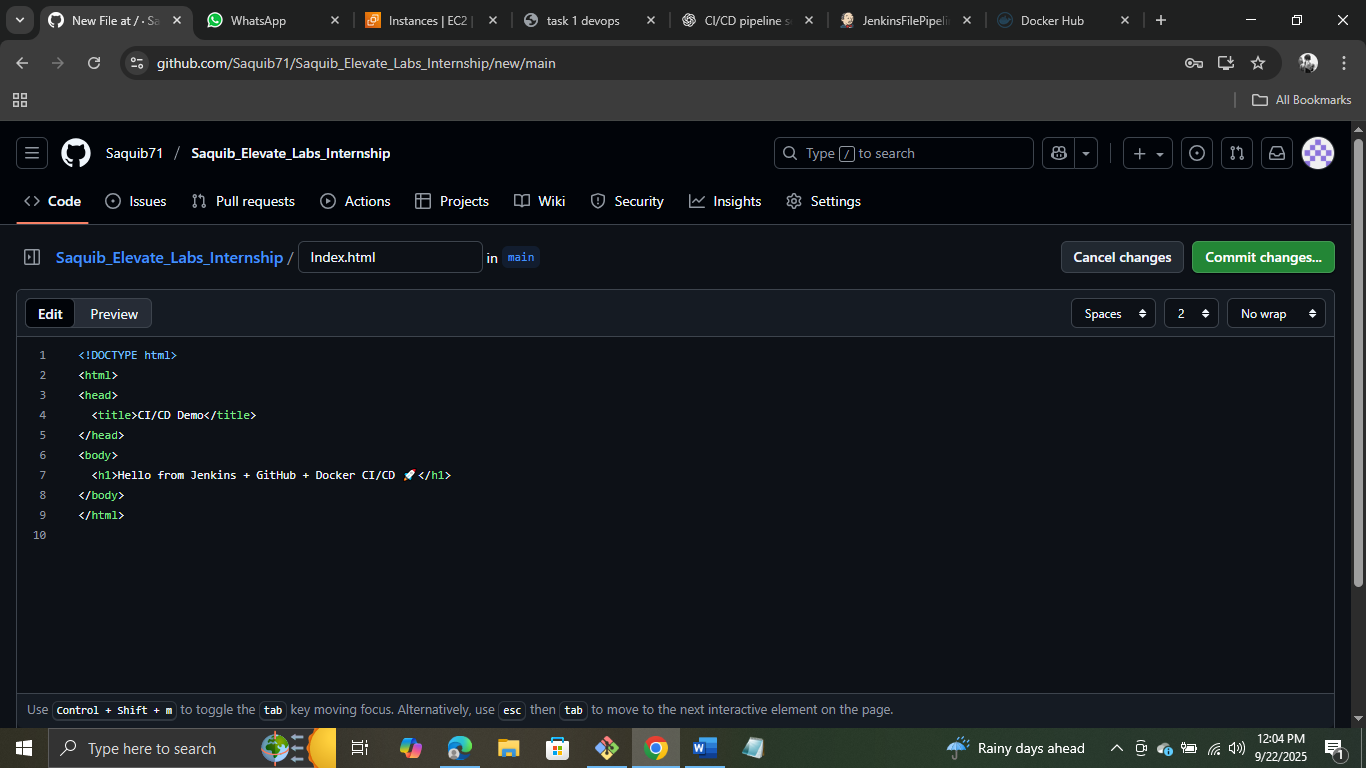 New File at / · Sa
WhatsApp
Instances | EC2 |
task 1 devops
CI/CD pipeline se
JenkinsFilePipelin
Docker Hub
github.com/Saquib71/Saquib_Elevate_Labs_Internship/new/main
All Bookmarks
Saquib71 / Saquib_Elevate_Labs_Internship
Type / to search
Code
Issues
Pull requests
Actions
Projects
Wiki
Security
Insights
Settings
Saquib_Elevate_Labs_Internship / Index.html in main
Cancel changes
Commit changes...
Edit
Preview
Spaces
2
No wrap
1 <!DOCTYPE html>
2 <html>
3 <head>
4 <title>CI/CD Demo</title>
5 </head>
6 <body>
7 <h1>Hello from Jenkins + GitHub + Docker CI/CD 🚀</h1>
8 </body>
9 </html>
10
Use Control + Shift + m to toggle the tab key moving focus. Alternatively, use esc then tab to move to the next interactive element on the page.
Type here to search
Rainy days ahead
12:04 PM
9/22/2025
1